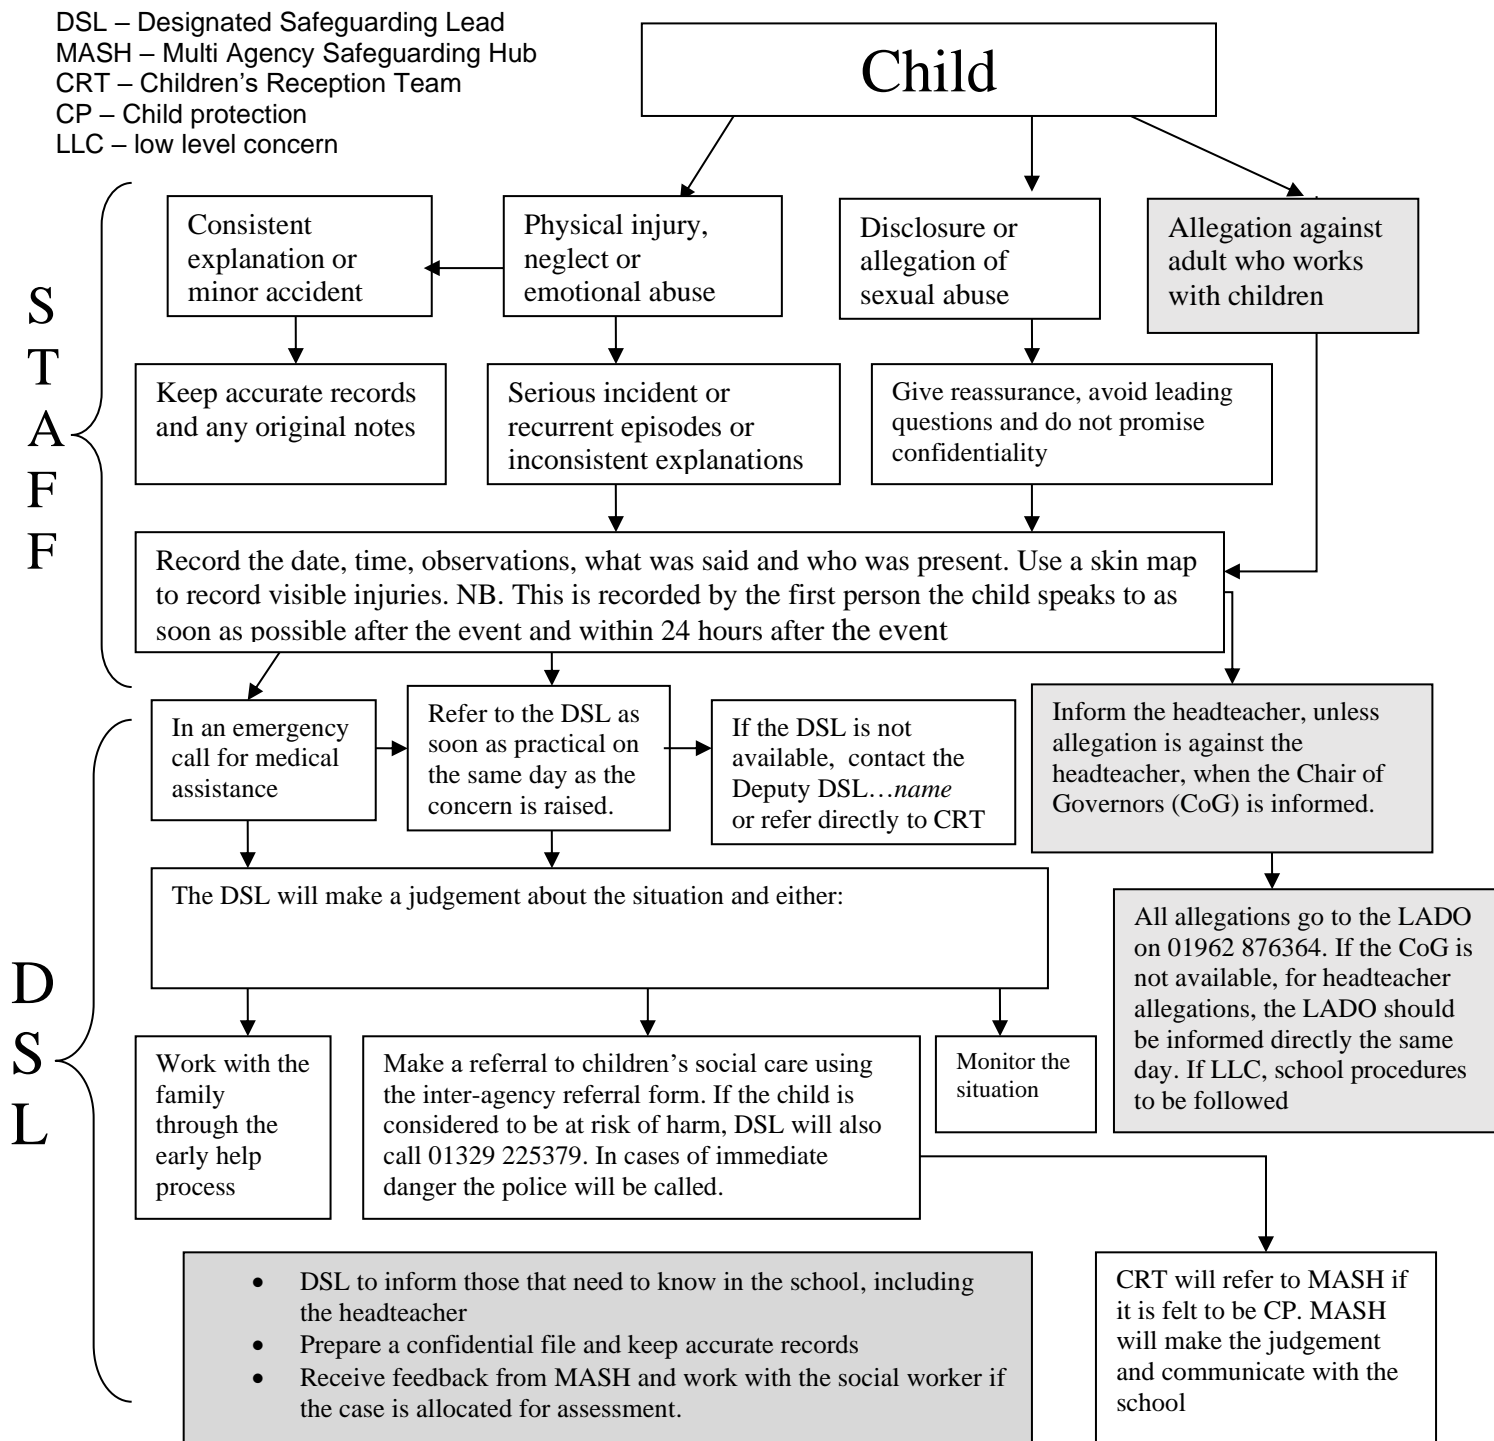 DSL – Designated Safeguarding Lead
MASH – Multi Agency Safeguarding Hub
CRT – Children's Reception Team
CP – Child protection
LLC – low level concern
Child
S
T
A
F
F
Consistent
explanation or
minor accident
Physical injury,
neglect or
emotional abuse
Disclosure or
allegation of
sexual abuse
Allegation against
adult who works
with children
Keep accurate records
and any original notes
Serious incident or
recurrent episodes or
inconsistent explanations
Give reassurance, avoid leading
questions and do not promise
confidentiality
Record the date, time, observations, what was said and who was present. Use a skin map
to record visible injuries. NB. This is recorded by the first person the child speaks to as
soon as possible after the event and within 24 hours after the event
D
S
L
In an emergency
call for medical
assistance
Refer to the DSL as
soon as practical on
the same day as the
concern is raised.
If the DSL is not
available,  contact the
Deputy DSL…name
or refer directly to CRT
Inform the headteacher, unless
allegation is against the
headteacher, when the Chair of
Governors (CoG) is informed.
The DSL will make a judgement about the situation and either:
All allegations go to the LADO
on 01962 876364. If the CoG is
not available, for headteacher
allegations, the LADO should
be informed directly the same
day. If LLC, school procedures
to be followed
Work with the
family
through the
early help
process
Make a referral to children's social care using
the inter-agency referral form. If the child is
considered to be at risk of harm, DSL will also
call 01329 225379. In cases of immediate
danger the police will be called.
Monitor the
situation
• DSL to inform those that need to know in the school, including
the headteacher
• Prepare a confidential file and keep accurate records
• Receive feedback from MASH and work with the social worker if
the case is allocated for assessment.
CRT will refer to MASH if
it is felt to be CP. MASH
will make the judgement
and communicate with the
school